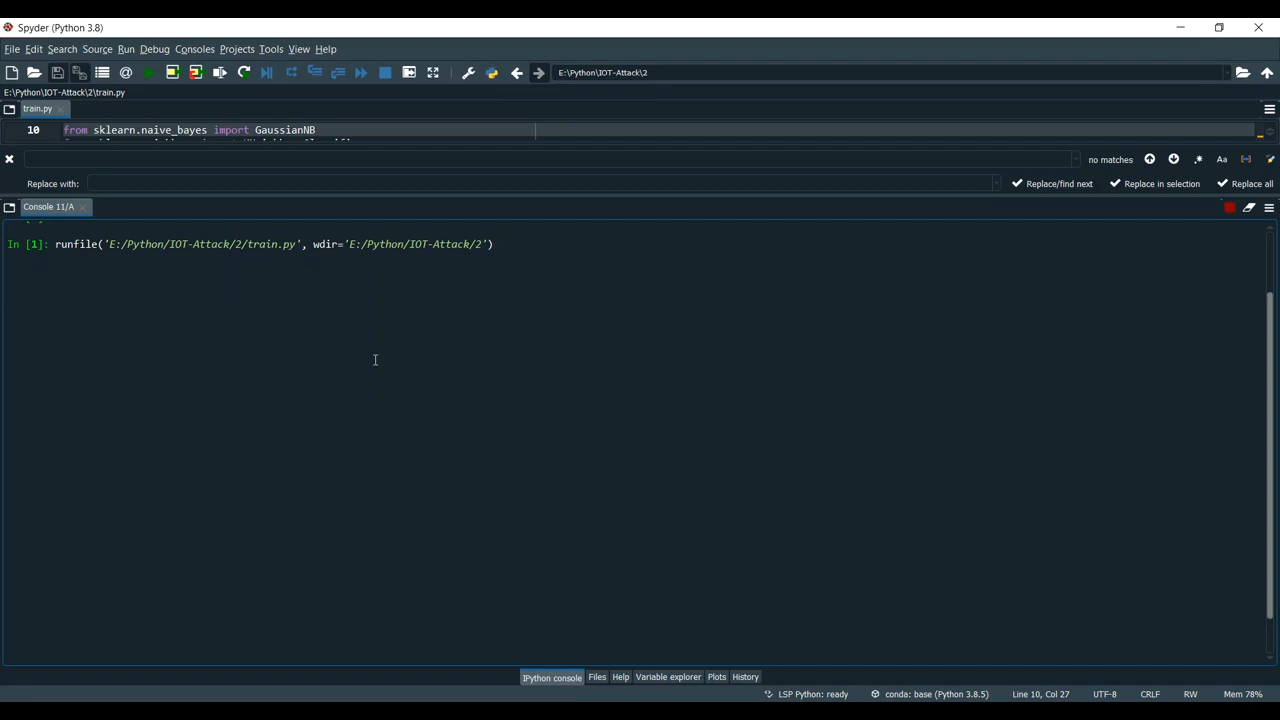 Spyder (Python 3.8)
File Edit Search Source Run Debug Consoles Projects Tools View Help
E:\Python\IOT-Attack\2
E:\Python\IOT-Attack\2\train.py
train.py
10 from sklearn.naive_bayes import GaussianNB
no matches Aa
Replace with: Replace/find next Replace in selection Replace all
Console 11/A
In [1]: runfile('E:/Python/IOT-Attack/2/train.py', wdir='E:/Python/IOT-Attack/2')
IPython console Files Help Variable explorer Plots History
LSP Python: ready conda: base (Python 3.8.5) Line 10, Col 27 UTF-8 CRLF RW Mem 78%